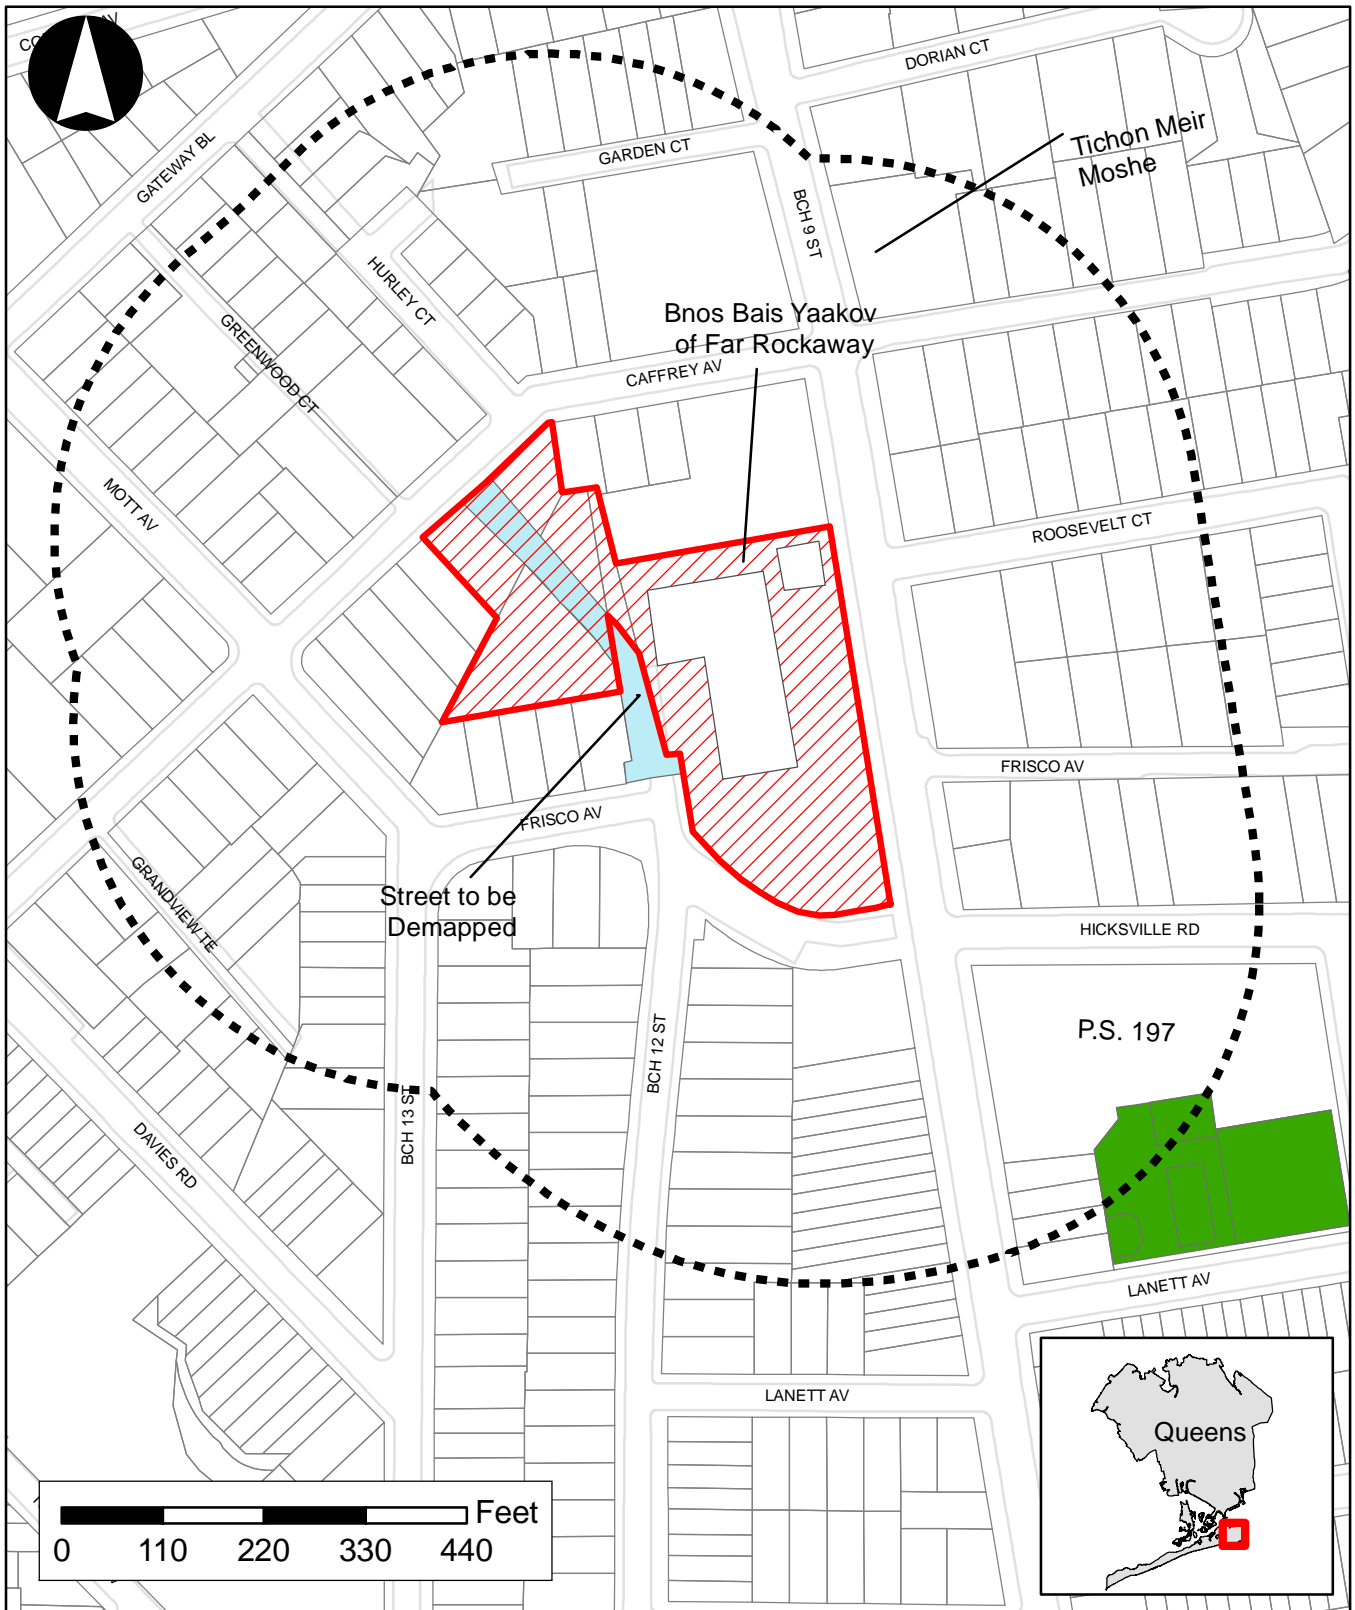 DORIAN CT
GATEWAY BL
GARDEN CT
Tichon Meir
Moshe
BCH 9 ST
HURLEY CT
Bnos Bais Yaakov
of Far Rockaway
GREENWOOD CT
CAFFREY AV
MOTT AV
ROOSEVELT CT
FRISCO AV
FRISCO AV
GRANDVIEW TE
Street to be
Demapped
HICKSVILLE RD
P.S. 197
BCH 12 ST
BCH 13 ST
DAVIES RD
LANETT AV
LANETT AV
Queens
Feet
0 110 220 330 440